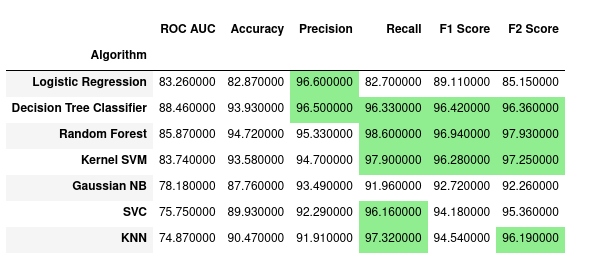 ROC AUC Accuracy Precision Recall F1 Score F2 Score
Algorithm
Logistic Regression 83.260000 82.870000 96.600000 82.700000 89.110000 85.150000
Decision Tree Classifier 88.460000 93.930000 96.500000 96.330000 96.420000 96.360000
Random Forest 85.870000 94.720000 95.330000 98.600000 96.940000 97.930000
Kernel SVM 83.740000 93.580000 94.700000 97.900000 96.280000 97.250000
Gaussian NB 78.180000 87.760000 93.490000 91.960000 92.720000 92.260000
SVC 75.750000 89.930000 92.290000 96.160000 94.180000 95.360000
KNN 74.870000 90.470000 91.910000 97.320000 94.540000 96.190000